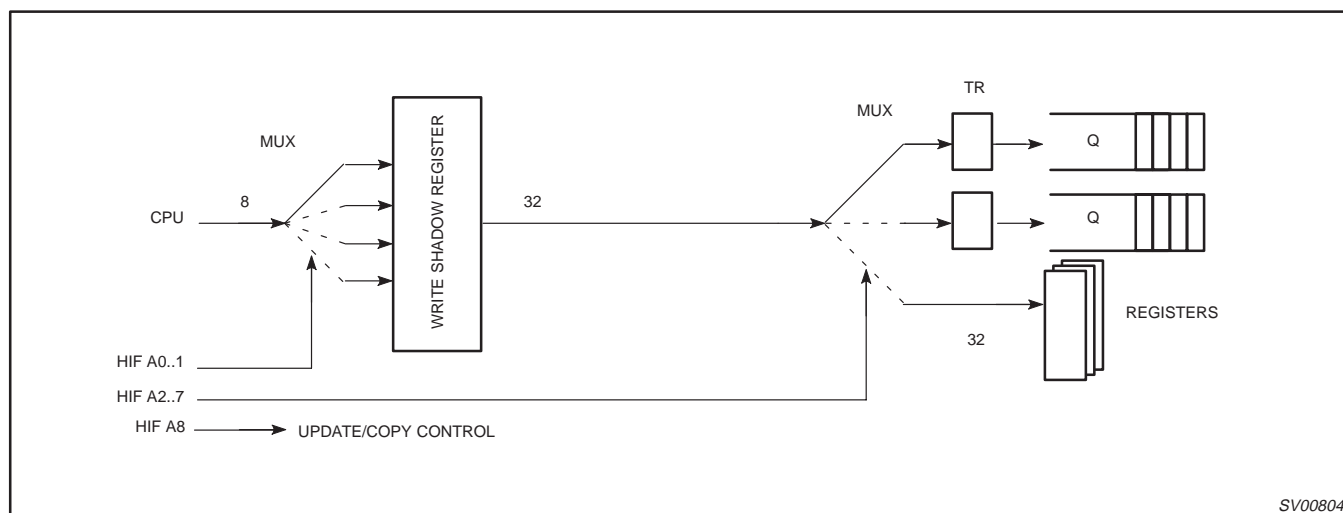 TR
MUX
MUX
Q
WRITE SHADOW REGISTER
8
32
CPU
Q
REGISTERS
32
HIF A0..1
HIF A2..7
HIF A8
UPDATE/COPY CONTROL
SV00804